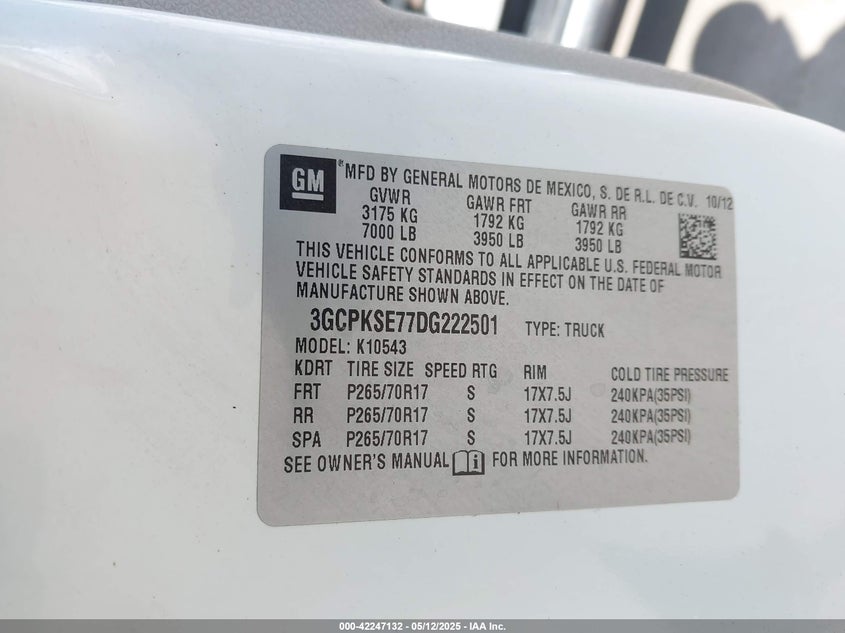 GM ® MFD BY GENERAL MOTORS DE MEXICO, S. DE R.L. DE C.V. 10/12
GVWR GAWR FRT GAWR RR
3175 KG 1792 KG 1792 KG
7000 LB 3950 LB 3950 LB
THIS VEHICLE CONFORMS TO ALL APPLICABLE U.S. FEDERAL MOTOR
VEHICLE SAFETY STANDARDS IN EFFECT ON THE DATE OF
MANUFACTURE SHOWN ABOVE.
3GCPKSE77DG222501 TYPE: TRUCK
MODEL: K10543
KDRT TIRE SIZE SPEED RTG RIM COLD TIRE PRESSURE
FRT P265/70R17 S 17X7.5J 240KPA(35PSI)
RR P265/70R17 S 17X7.5J 240KPA(35PSI)
SPA P265/70R17 S 17X7.5J 240KPA(35PSI)
SEE OWNER'S MANUAL i FOR MORE INFORMATION.
000-42247132 - 05/12/2025 - IAA Inc.